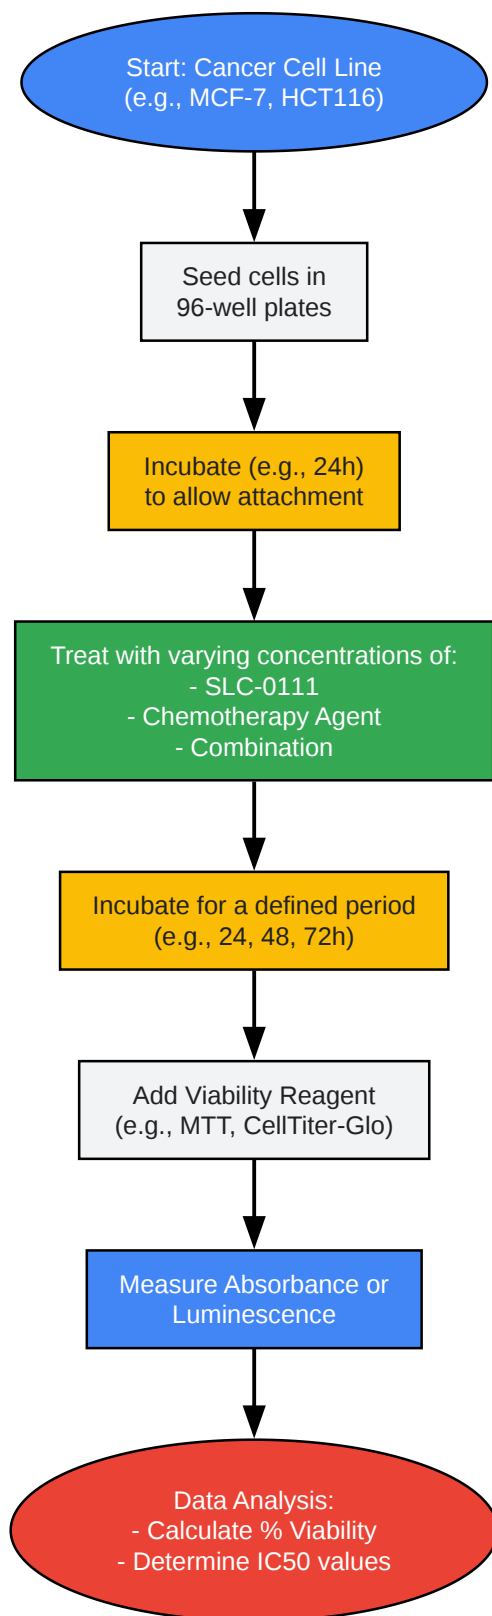 Start: Cancer Cell Line
(e.g., MCF-7, HCT116)
Seed cells in
96-well plates
Incubate (e.g., 24h)
to allow attachment
Treat with varying concentrations of:
- SLC-0111
- Chemotherapy Agent
- Combination
Incubate for a defined period
(e.g., 24, 48, 72h)
Add Viability Reagent
(e.g., MTT, CellTiter-Glo)
Measure Absorbance or
Luminescence
Data Analysis:
- Calculate % Viability
- Determine IC50 values